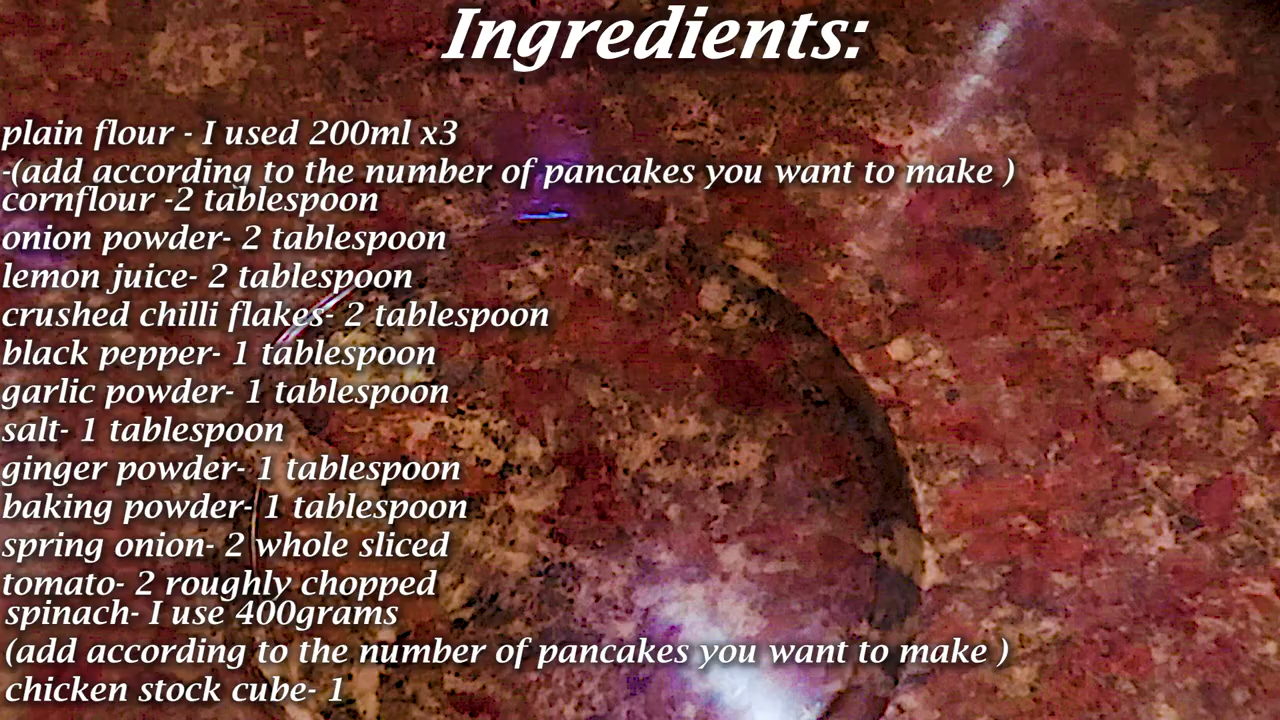 Ingredients:
plain flour - I used 200ml x3
-(add according to the number of pancakes you want to make )
cornflour -2 tablespoon
onion powder- 2 tablespoon
lemon juice- 2 tablespoon
crushed chilli flakes- 2 tablespoon
black pepper- 1 tablespoon
garlic powder- 1 tablespoon
salt- 1 tablespoon
ginger powder- 1 tablespoon
baking powder- 1 tablespoon
spring onion- 2 whole sliced
tomato- 2 roughly chopped
spinach- I use 400grams
(add according to the number of pancakes you want to make )
chicken stock cube- 1